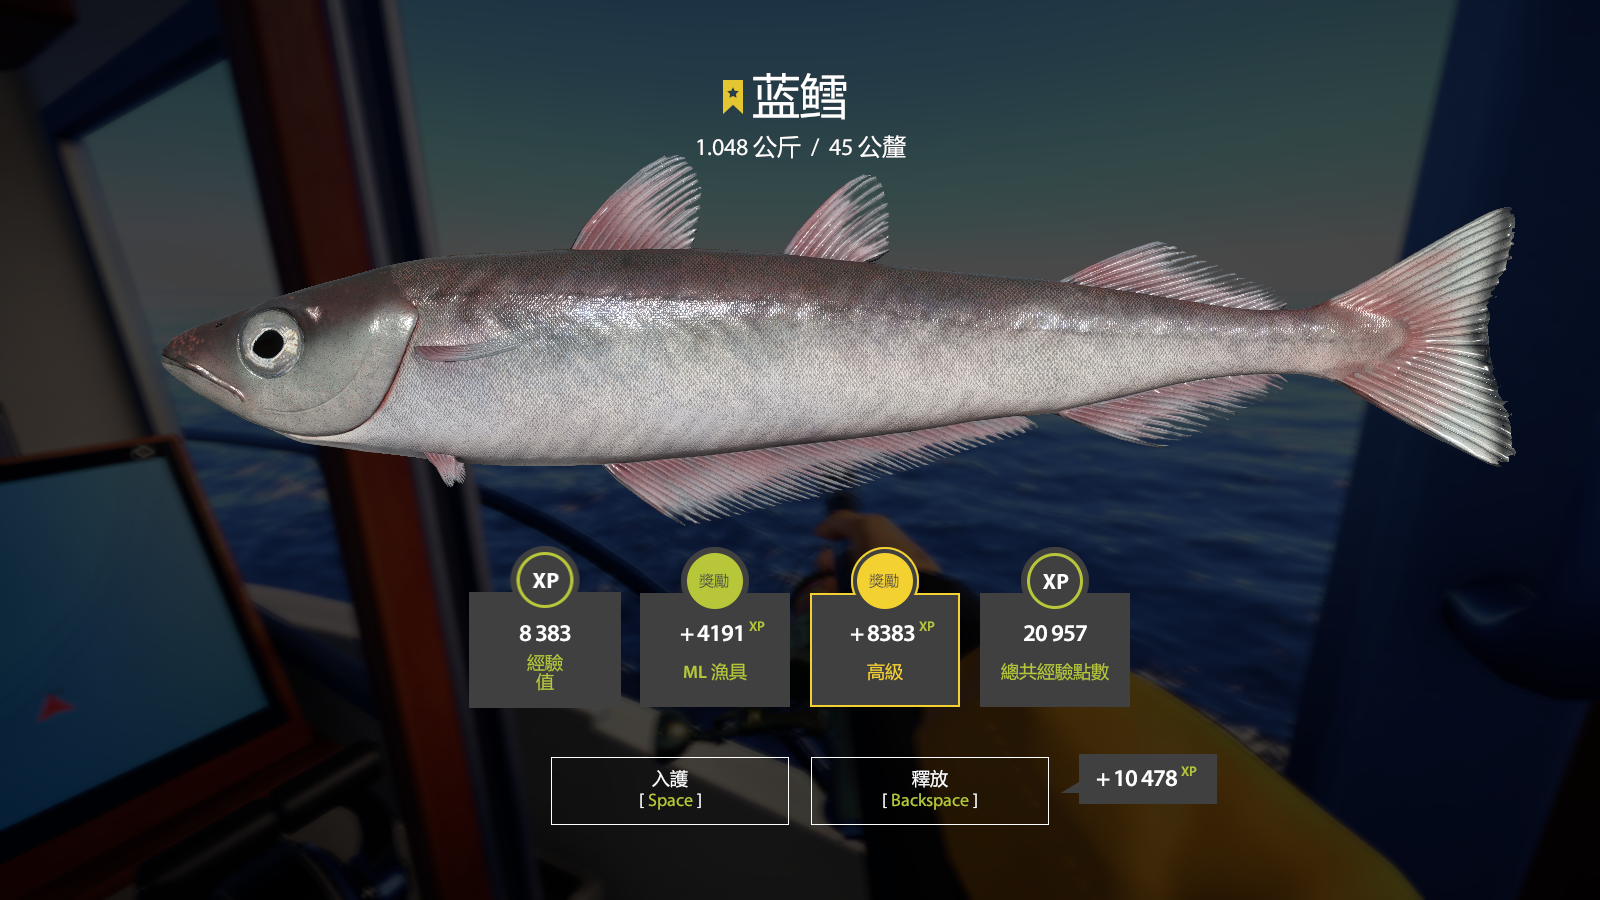 蓝鳕
1.048 公斤 / 45 公釐
XP
8 383
經驗
值
獎勵
+4191 XP
ML 漁具
獎勵
+8383 XP
高級
XP
20 957
總共經驗點數
入護
[ Space ]
釋放
[ Backspace ]
+10 478 XP